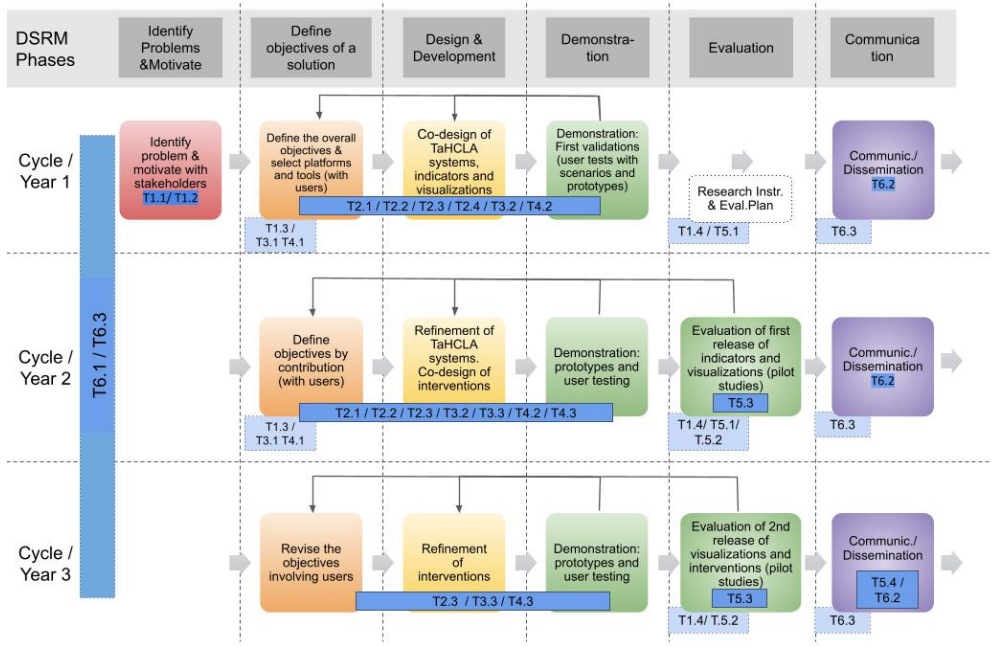 DSRM
Phases
Identify
Problems
&Motivate
Define
objectives of a
solution
Design &
Development
Demonstra-
tion
Evaluation
Communica
tion
Cycle /
Year 1
Identify
problem &
motivate with
stakeholders
T1.1/ T1.2
Define the overall
objectives &
select platforms
and tools (with
users)
Co-design of
TaHCLA
systems,
indicators and
visualizations
Demonstration:
First validations
(user tests with
scenarios and
prototypes)
T2.1 / T2.2 / T2.3 / T2.4 / T3.2 / T4.2
T1.3 /
T3.1 T4.1
Research Instr.
& Eval.Plan
T1.4 / T5.1
Communic./
Dissemination
T6.2
T6.3
T6.1 / T6.3
Cycle /
Year 2
Define
objectives by
contribution
(with users)
Refinement of
TaHCLA
systems.
Co-design of
interventions
Demonstration:
prototypes and
user testing
T2.1 / T2.2 / T2.3 / T3.2 / T3.3 / T4.2 / T4.3
T1.3 /
T3.1 T4.1
Evaluation of first
release of
indicators and
visualizations (pilot
studies)
T5.3
T1.4/ T5.1/
T.5.2
Communic./
Dissemination
T6.2
T6.3
Cycle /
Year 3
Revise the
objectives
involving users
Refinement
of
interventions
Demonstration:
prototypes and
user testing
T2.3 / T3.3 / T4.3
Evaluation of 2nd
release of
visualizations and
interventions (pilot
studies)
T5.3
T1.4/ T.5.2
Communic./
Dissemination
T5.4 /
T6.2
T6.3